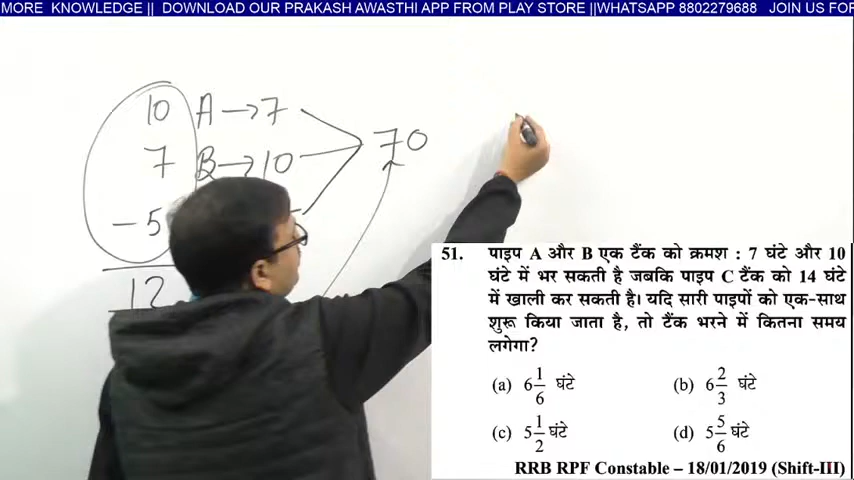 MORE KNOWLEDGE || DOWNLOAD OUR PRAKASH AWASTHI APP FROM PLAY STORE ||WHATSAPP 8802279688 JOIN US FOR
10 A → 7
7 B → 10
70
– 5
12
51. पाइप A और B एक टैंक को क्रमश : 7 घंटे और 10
घंटे में भर सकती है जबकि पाइप C टैंक को 14 घंटे
में खाली कर सकती है। यदि सारी पाइपों को एक-साथ
शुरू किया जाता है, तो टैंक भरने में कितना समय
लगेगा?
(a) 6 1/6 घंटे (b) 6 2/3 घंटे
(c) 5 1/2 घंटे (d) 5 5/6 घंटे
RRB RPF Constable – 18/01/2019 (Shift-III)